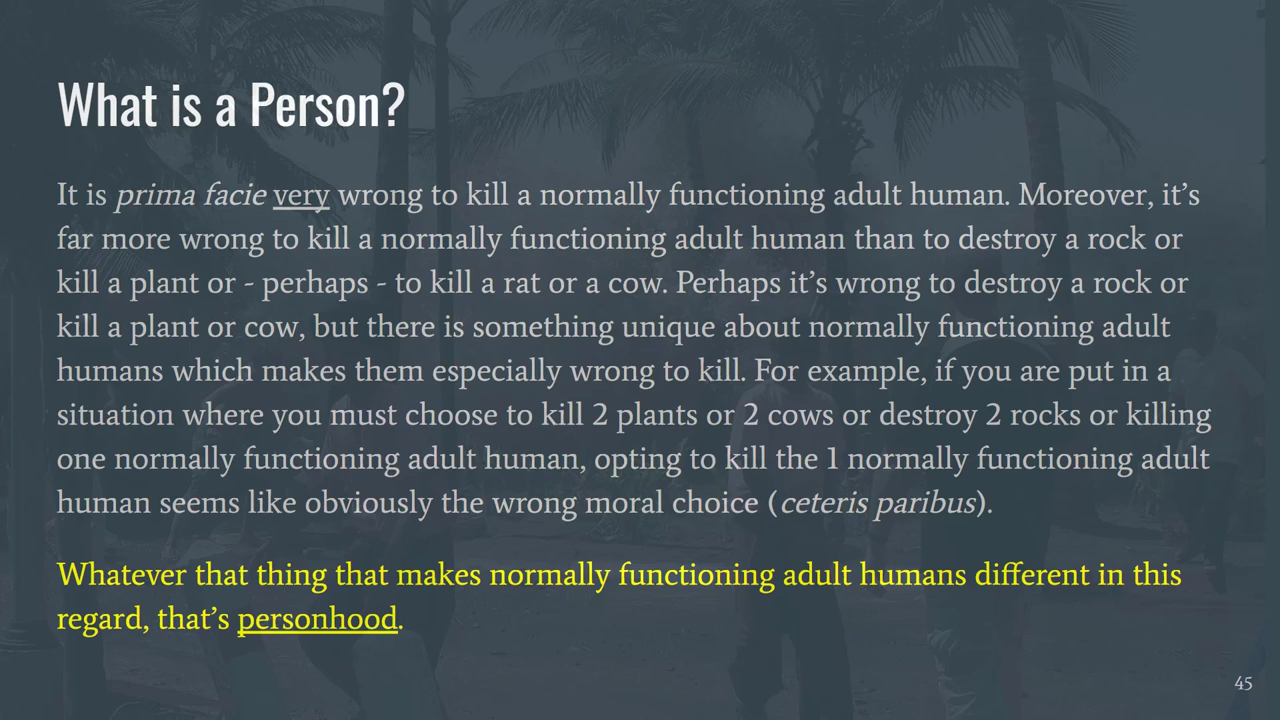 What is a Person?
It is prima facie very wrong to kill a normally functioning adult human. Moreover, it’s
far more wrong to kill a normally functioning adult human than to destroy a rock or
kill a plant or - perhaps - to kill a rat or a cow. Perhaps it’s wrong to destroy a rock or
kill a plant or cow, but there is something unique about normally functioning adult
humans which makes them especially wrong to kill. For example, if you are put in a
situation where you must choose to kill 2 plants or 2 cows or destroy 2 rocks or killing
one normally functioning adult human, opting to kill the 1 normally functioning adult
human seems like obviously the wrong moral choice (ceteris paribus).
Whatever that thing that makes normally functioning adult humans different in this
regard, that’s personhood.
45